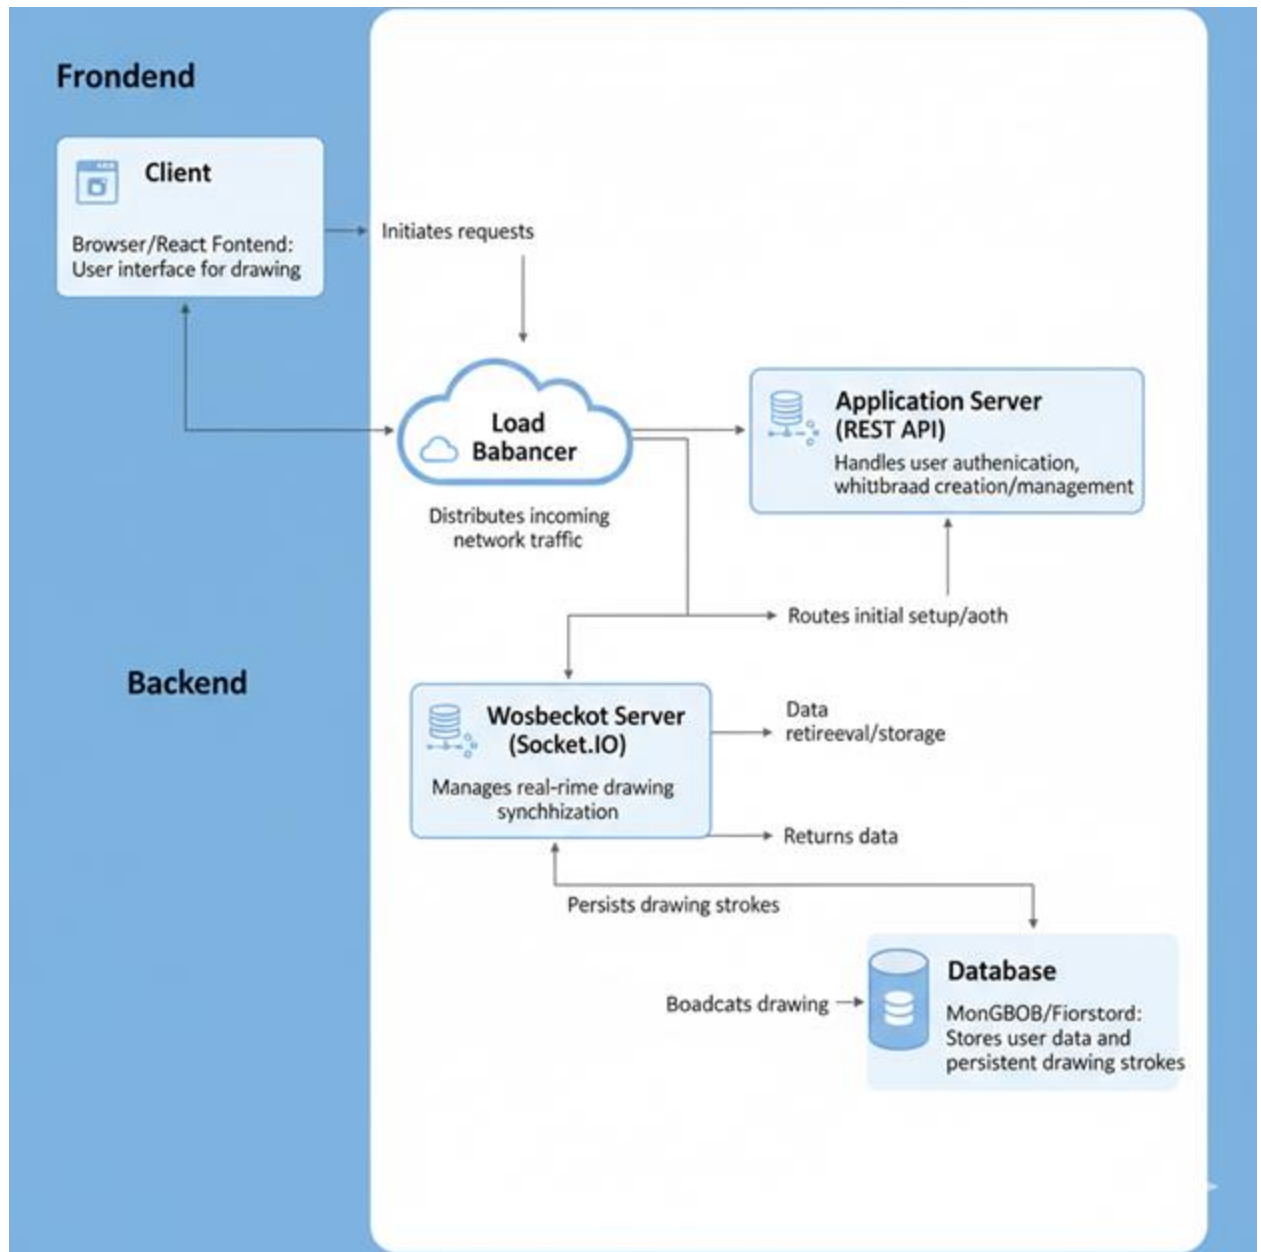 Frondend
Client
Browser/React Fontend:
User interface for drawing
Initiates requests
Load
Babancer
Distributes incoming
network traffic
Application Server
(REST API)
Handles user authenication,
whittbraad creation/management
Routes initial setup/aoth
Backend
Wosbeckot Server
(Socket.IO)
Manages real-rime drawing
synchhization
Data
retireeval/storage
Returns data
Persists drawing strokes
Boadcats drawing
Database
MonGBOB/Fiorstord:
Stores user data and
persistent drawing strokes